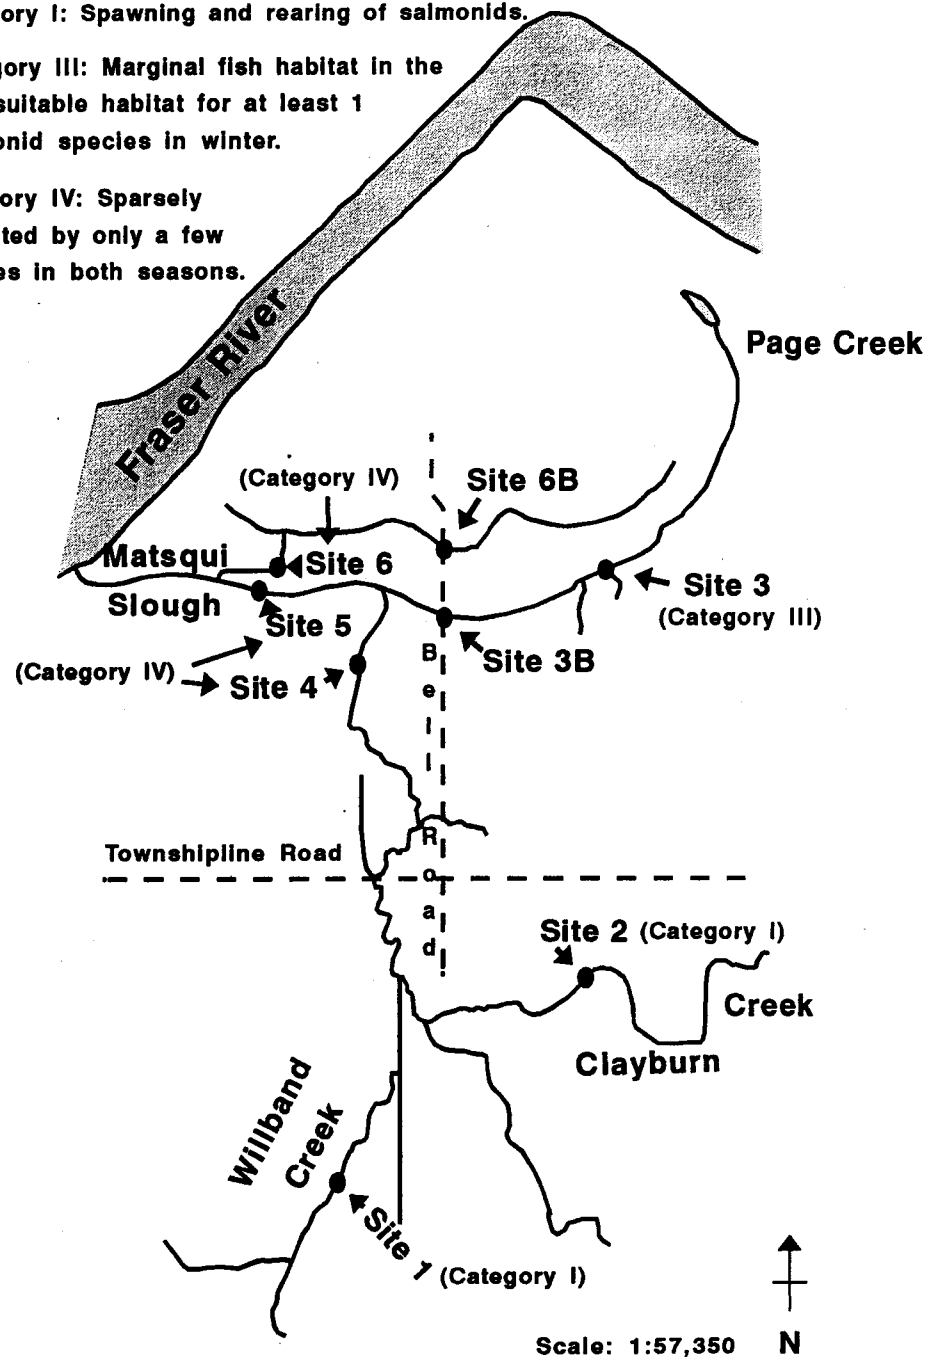 ory I: Spawning and rearing of salmonids.
gory III: Marginal fish habitat in the
suitable habitat for at least 1
onid species in winter.
ory IV: Sparsely
ted by only a few
es in both seasons.
Fraser River
Page Creek
(Category IV)
Site 6B
Matsqui
Slough
Site 6
Site 3
(Category III)
Site 5
Site 3B
(Category IV)
Site 4
Bell Road
Townshipline Road
Site 2 (Category I)
Creek
Clayburn
Willband
Creek
Site 1 (Category I)
Scale: 1:57,350
N